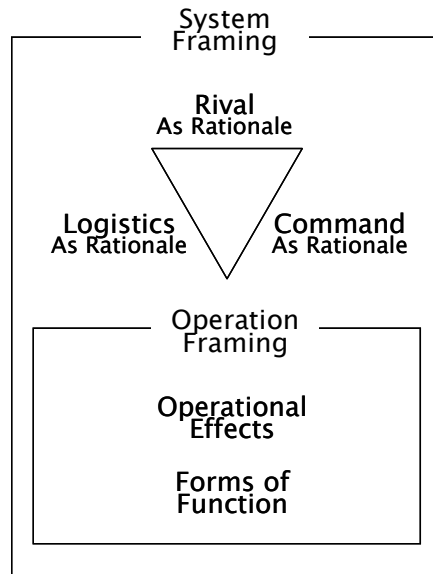 System
Framing
Rival
As Rationale
Logistics
As Rationale
Command
As Rationale
Operation
Framing
Operational
Effects
Forms of
Function